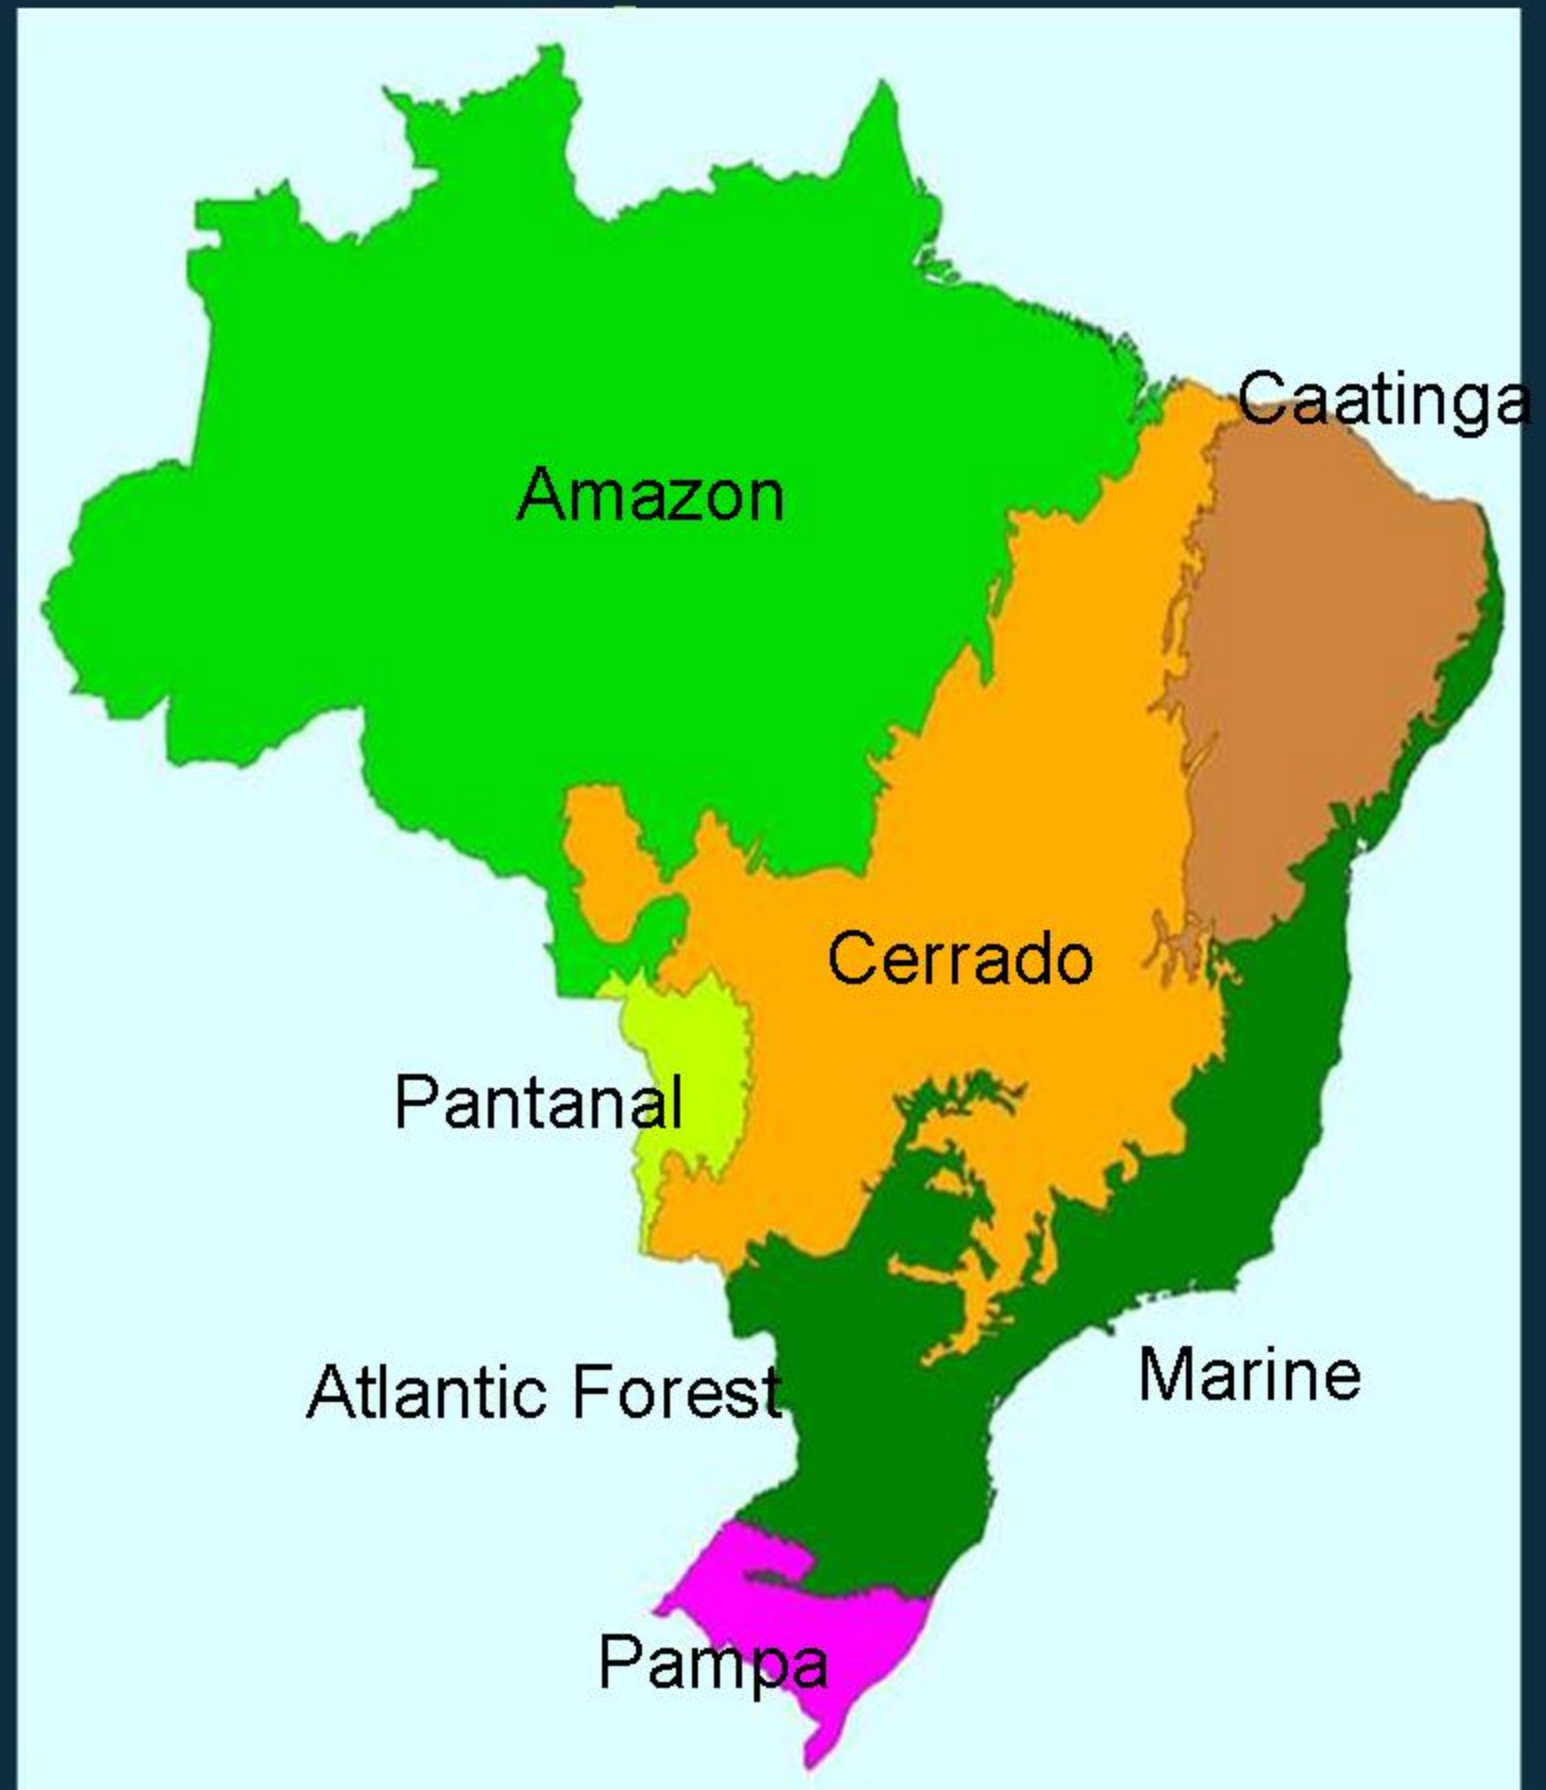 Caatinga
Amazon
Cerrado
Pantanal
Atlantic Forest
Marine
Pampa